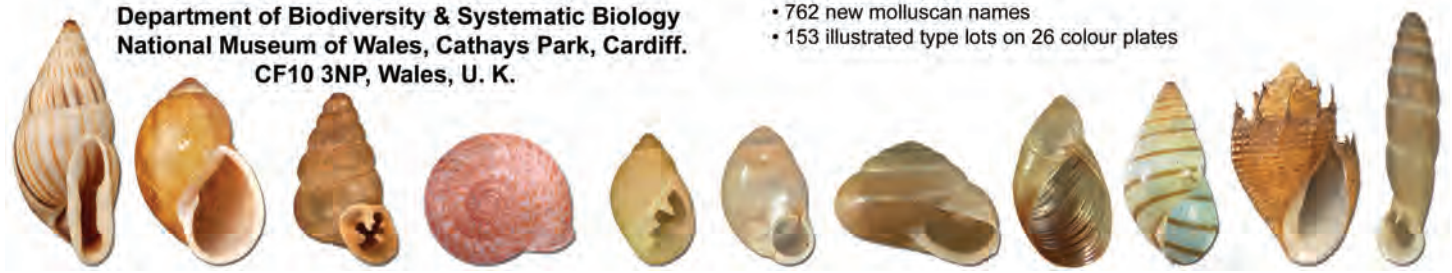 Department of Biodiversity & Systematic Biology
National Museum of Wales, Cathays Park, Cardiff.
CF10 3NP, Wales, U. K.
• 762 new molluscan names
• 153 illustrated type lots on 26 colour plates